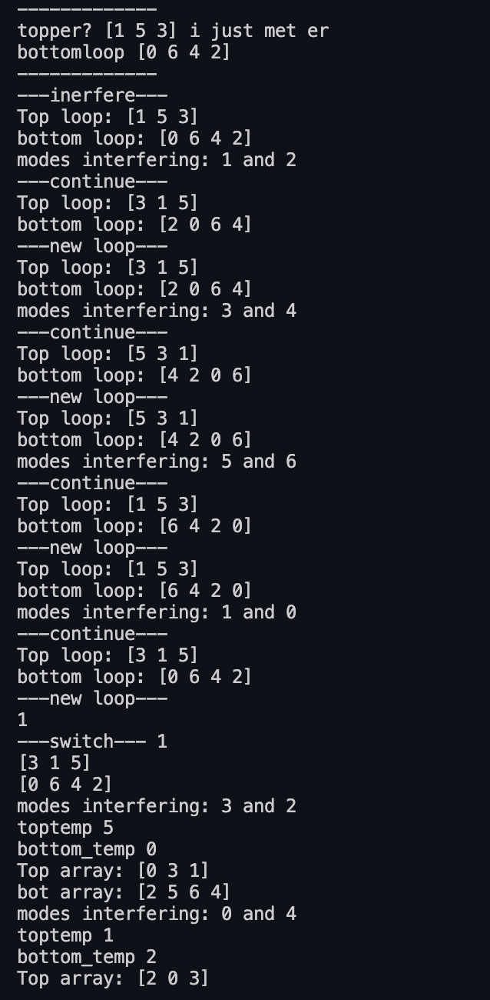 -------------
topper? [1 5 3] i just met er
bottomloop [0 6 4 2]
-------------
---inerfere---
Top loop: [1 5 3]
bottom loop: [0 6 4 2]
modes interfering: 1 and 2
---continue---
Top loop: [3 1 5]
bottom loop: [2 0 6 4]
---new loop---
Top loop: [3 1 5]
bottom loop: [2 0 6 4]
modes interfering: 3 and 4
---continue---
Top loop: [5 3 1]
bottom loop: [4 2 0 6]
---new loop---
Top loop: [5 3 1]
bottom loop: [4 2 0 6]
modes interfering: 5 and 6
---continue---
Top loop: [1 5 3]
bottom loop: [6 4 2 0]
---new loop---
Top loop: [1 5 3]
bottom loop: [6 4 2 0]
modes interfering: 1 and 0
---continue---
Top loop: [3 1 5]
bottom loop: [0 6 4 2]
---new loop---
1
---switch--- 1
[3 1 5]
[0 6 4 2]
modes interfering: 3 and 2
toptemp 5
bottom_temp 0
Top array: [0 3 1]
bot array: [2 5 6 4]
modes interfering: 0 and 4
toptemp 1
bottom_temp 2
Top array: [2 0 3]